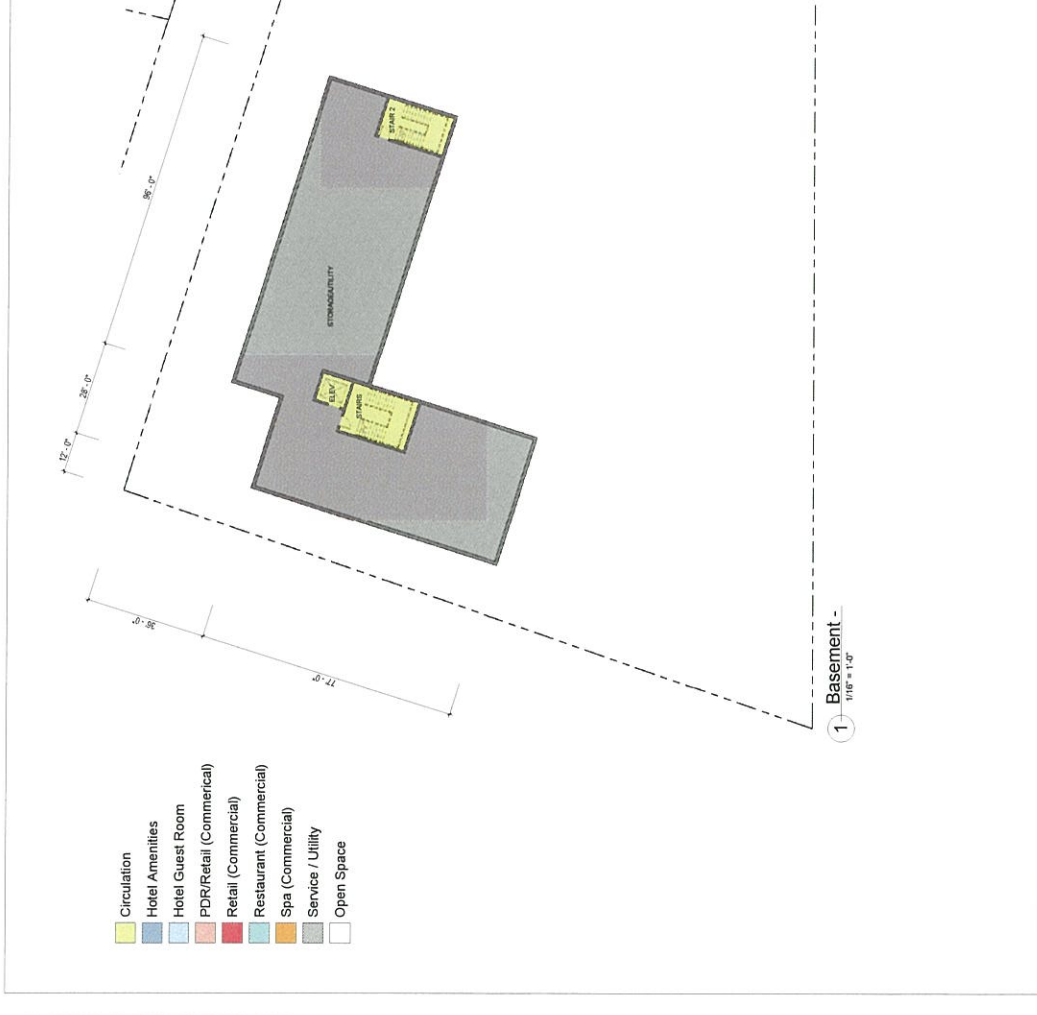 96' - 0"
28' - 0"
12' - 0"
36' - 0"
77' - 0"
STAIR 2
STORAGE/UTILITY
ELEV
STAIRS
Circulation
Hotel Amenities
Hotel Guest Room
PDR/Retail (Commerical)
Retail (Commercial)
Restaurant (Commercial)
Spa (Commercial)
Service / Utility
Open Space
1 Basement -
1/16" = 1'-0"